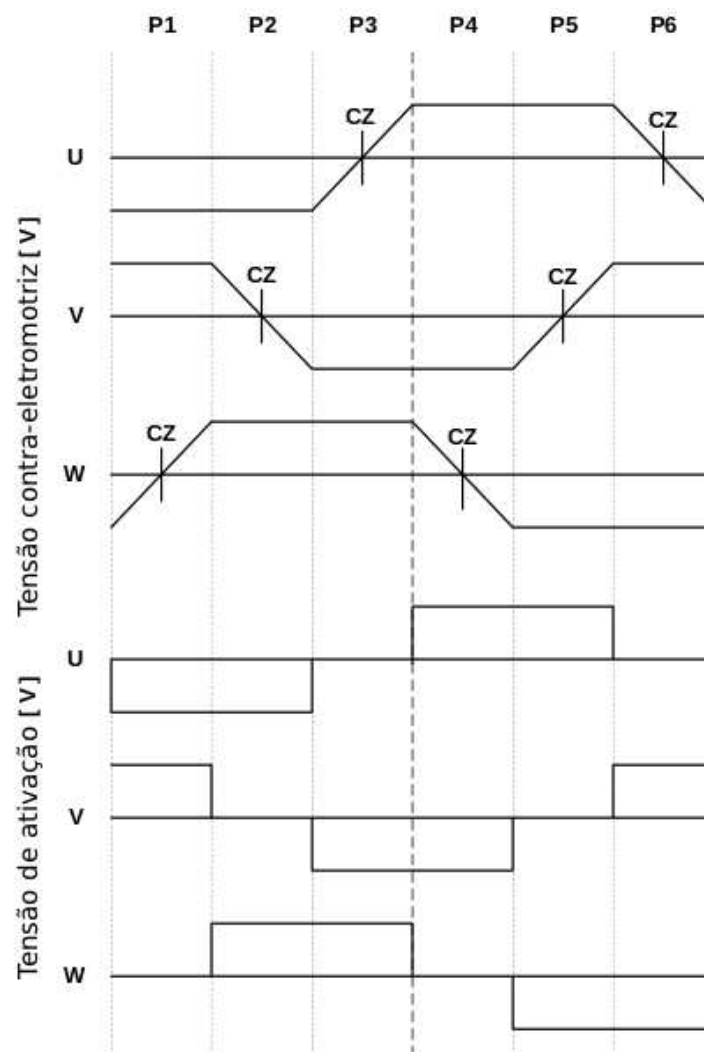 P1 P2 P3 P4 P5 P6
CZ CZ
U
CZ CZ
V
CZ CZ
W
Tensão contra-eletromotriz [V]
U
V
W
Tensão de ativação [V]